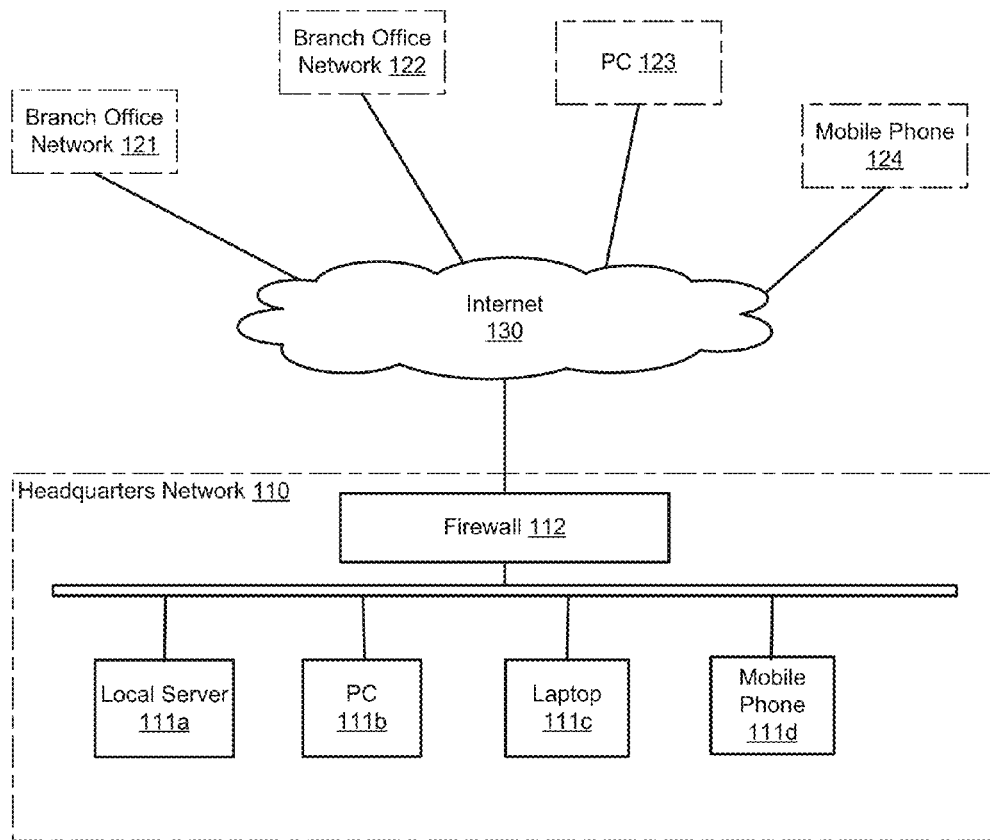 Branch Office
Network 122
PC 123
Branch Office
Network 121
Mobile Phone
124
Internet
130
Headquarters Network 110
Firewall 112
Local Server
111a
PC
111b
Laptop
111c
Mobile
Phone
111d